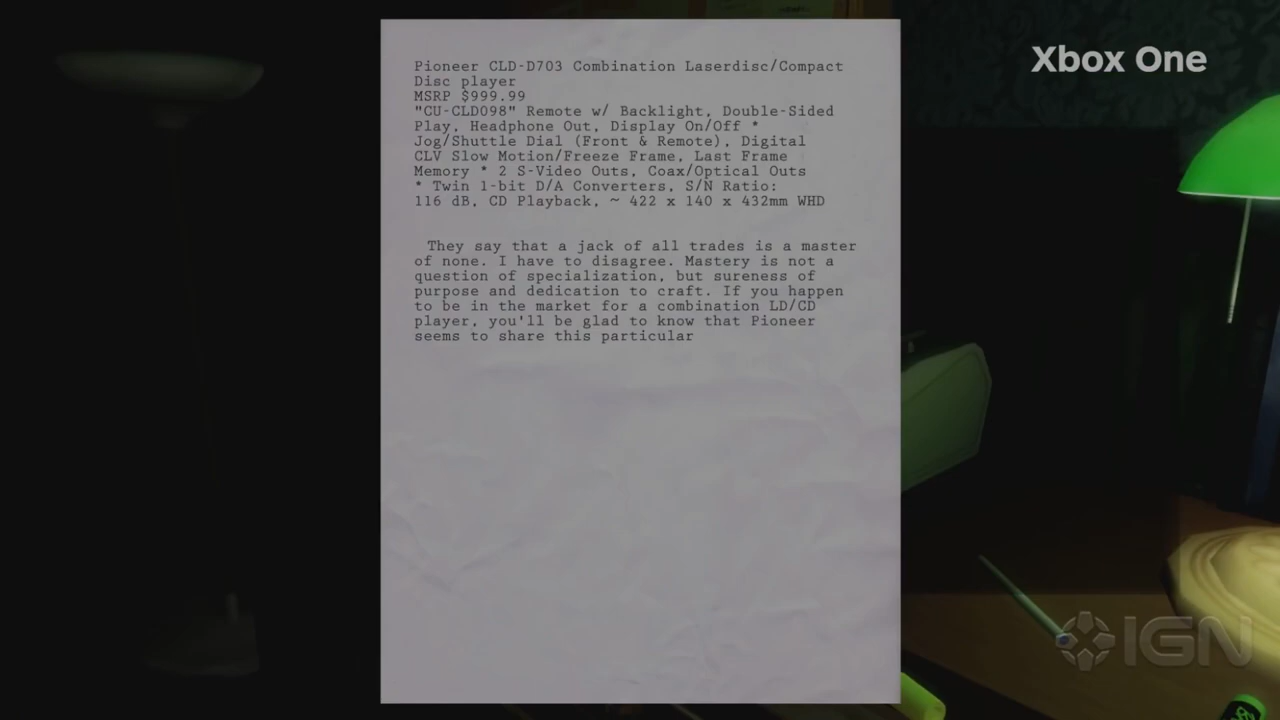 Xbox One
Pioneer CLD-D703 Combination Laserdisc/Compact
Disc player
MSRP $999.99
"CU-CLD098" Remote w/ Backlight, Double-Sided
Play, Headphone Out, Display On/Off *
Jog/Shuttle Dial (Front & Remote), Digital
CLV Slow Motion/Freeze Frame, Last Frame
Memory * 2 S-Video Outs, Coax/Optical Outs
* Twin 1-bit D/A Converters, S/N Ratio:
116 dB, CD Playback, ~ 422 x 140 x 432mm WHD
They say that a jack of all trades is a master
of none. I have to disagree. Mastery is not a
question of specialization, but sureness of
purpose and dedication to craft. If you happen
to be in the market for a combination LD/CD
player, you'll be glad to know that Pioneer
seems to share this particular
IGN